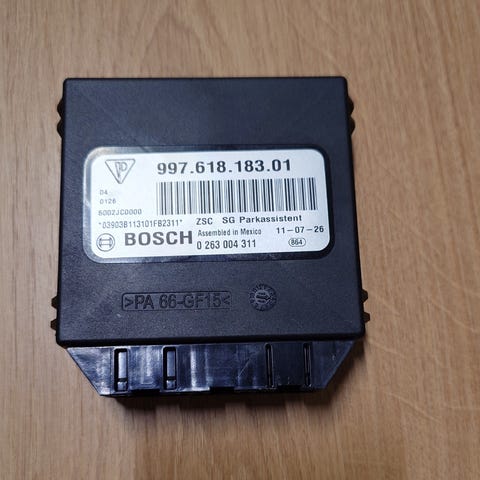 997.618.183.01
04
0126
6D02JC0000
*03903B113101FB2311* ZSC SG Parkassistent
BOSCH Assembled in Mexico 11-07-26
0 263 004 311 864
>PA 66-GF15<